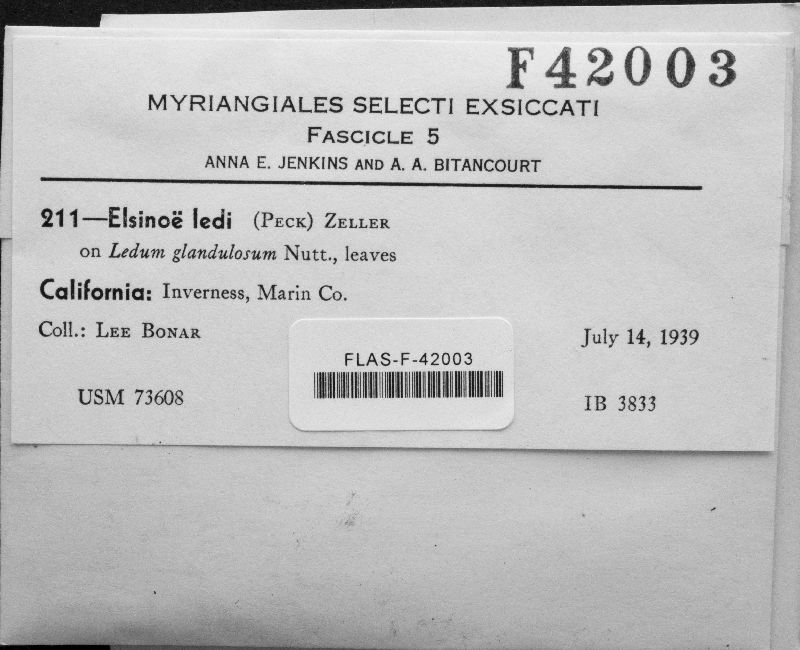 F42003
MYRIANGIALES SELECTI EXSICCATI
FASCICLE 5
ANNA E. JENKINS AND A. A. BITANCOURT
211—Elsinoë ledi (PECK) ZELLER
on Ledum glandulosum Nutt., leaves
California: Inverness, Marin Co.
Coll.: LEE BONAR July 14, 1939
FLAS-F-42003
USM 73608 IB 3833